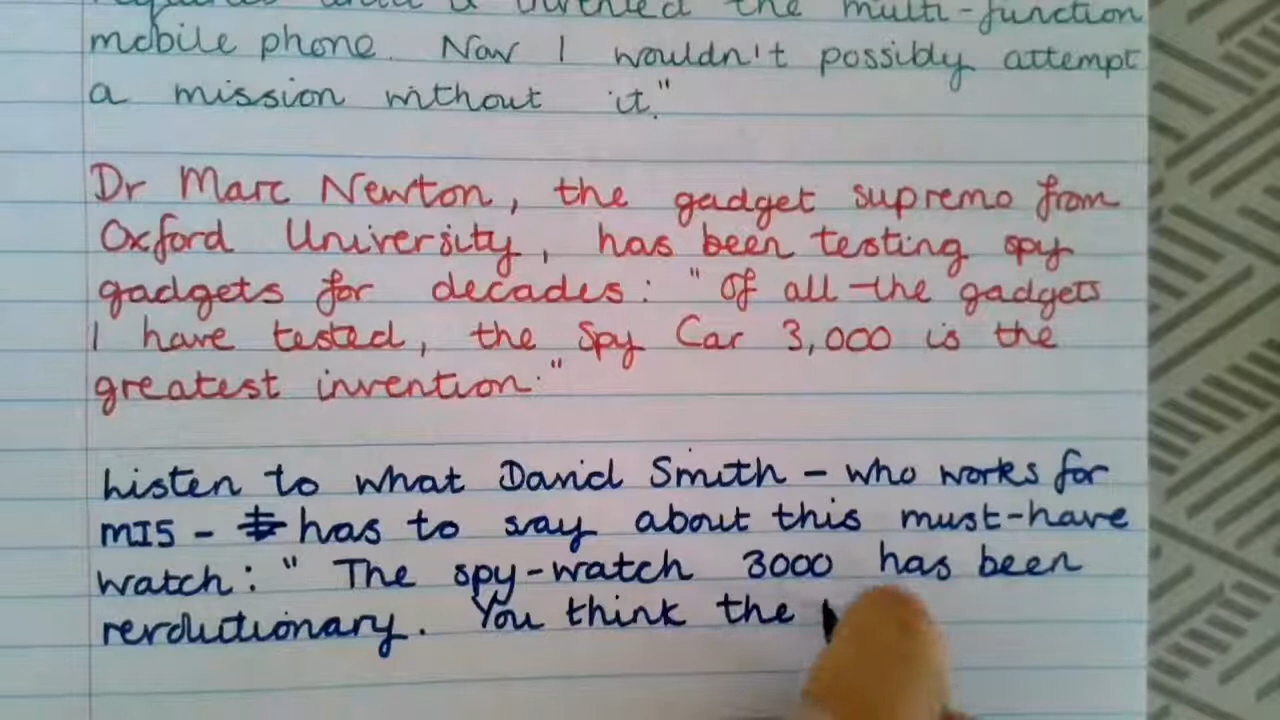 the multi-function
mobile phone. Now I wouldn't possibly attempt
a mission without it."
Dr Marc Newton, the gadget supremo from
Oxford University, has been testing spy
gadgets for decades: "Of all the gadgets
I have tested, the Spy Car 3,000 is the
greatest invention."
Listen to what David Smith - who works for
MI5 - has to say about this must-have
watch: "The spy-watch 3000 has been
revolutionary. You think the